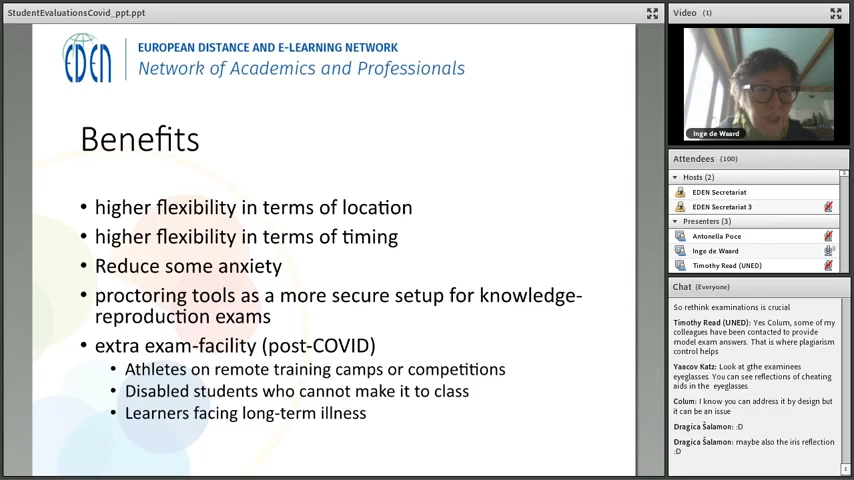 StudentEvaluationsCovid_ppt.ppt
EDEN
EUROPEAN DISTANCE AND E-LEARNING NETWORK
Network of Academics and Professionals
Benefits
• higher flexibility in terms of location
• higher flexibility in terms of timing
• Reduce some anxiety
• proctoring tools as a more secure setup for knowledge-
reproduction exams
• extra exam-facility (post-COVID)
• Athletes on remote training camps or competitions
• Disabled students who cannot make it to class
• Learners facing long-term illness
Video (1)
Inge de Waard
Attendees (100)
Hosts (2)
EDEN Secretariat
EDEN Secretariat 3
Presenters (3)
Antonella Poce
Inge de Waard
Timothy Read (UNED)
Chat (Everyone)
So rethink examinations is crucial
Timothy Read (UNED): Yes Colum, some of my
colleagues have been contacted to provide
model exam answers. That is where plagiarism
control helps
Yaacov Katz: Look at gthe examinees
eyeglasses. You can see reflections of cheating
aids in the eyeglasses.
Colum: I know you can address it by design but
it can be an issue
Dragica Šalamon: :D
Dragica Šalamon: maybe also the iris reflection
:D